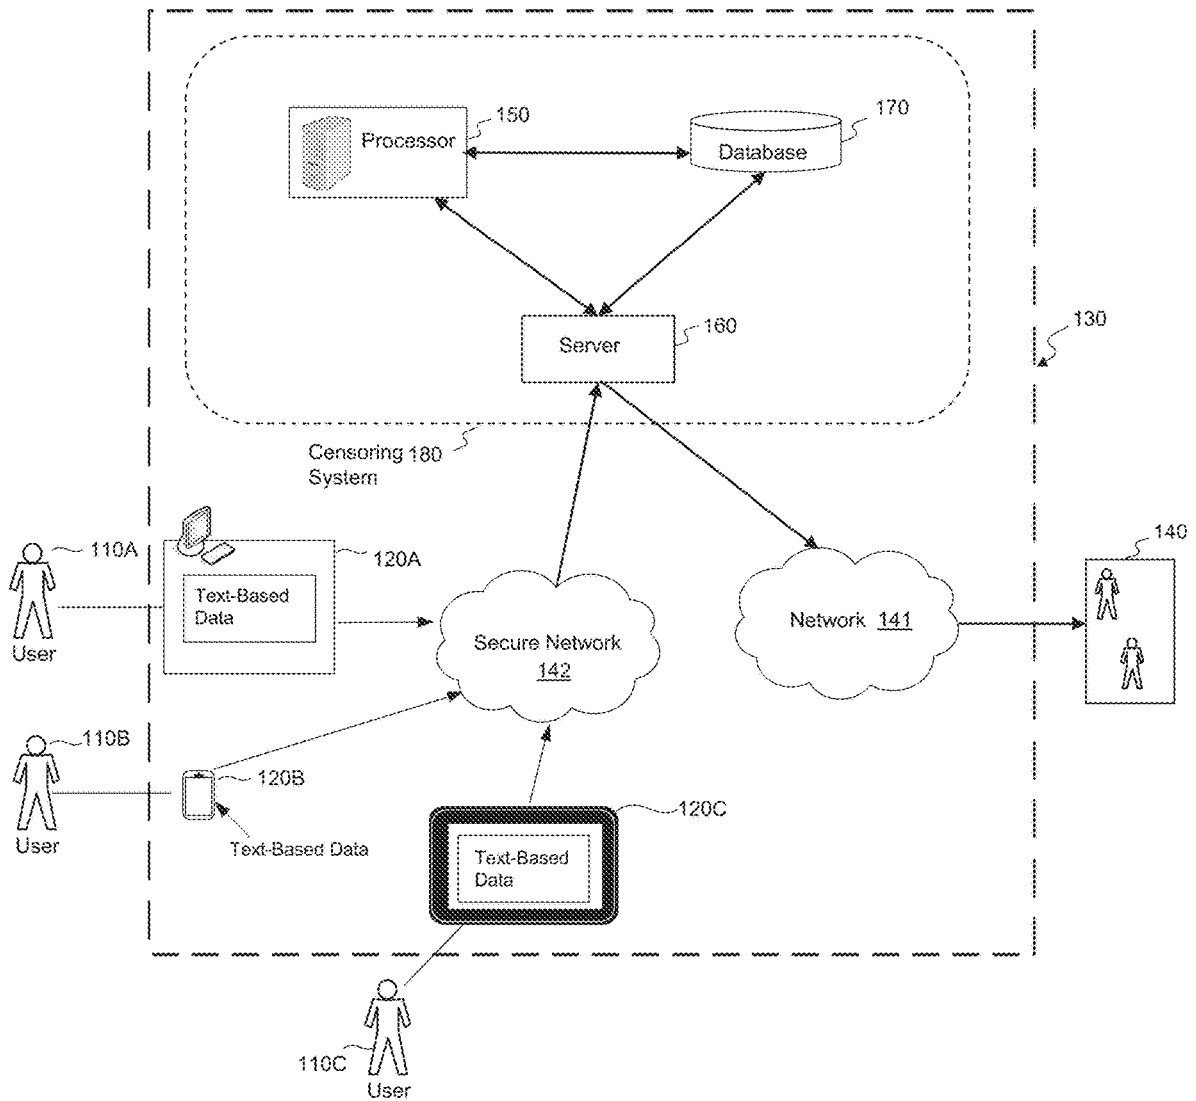 150
Processor
170
Database
160
Server
130
Censoring 180
System
110A
User
120A
Text-Based
Data
Secure Network
142
Network 141
140
110B
User
120B
Text-Based Data
120C
Text-Based
Data
110C
User